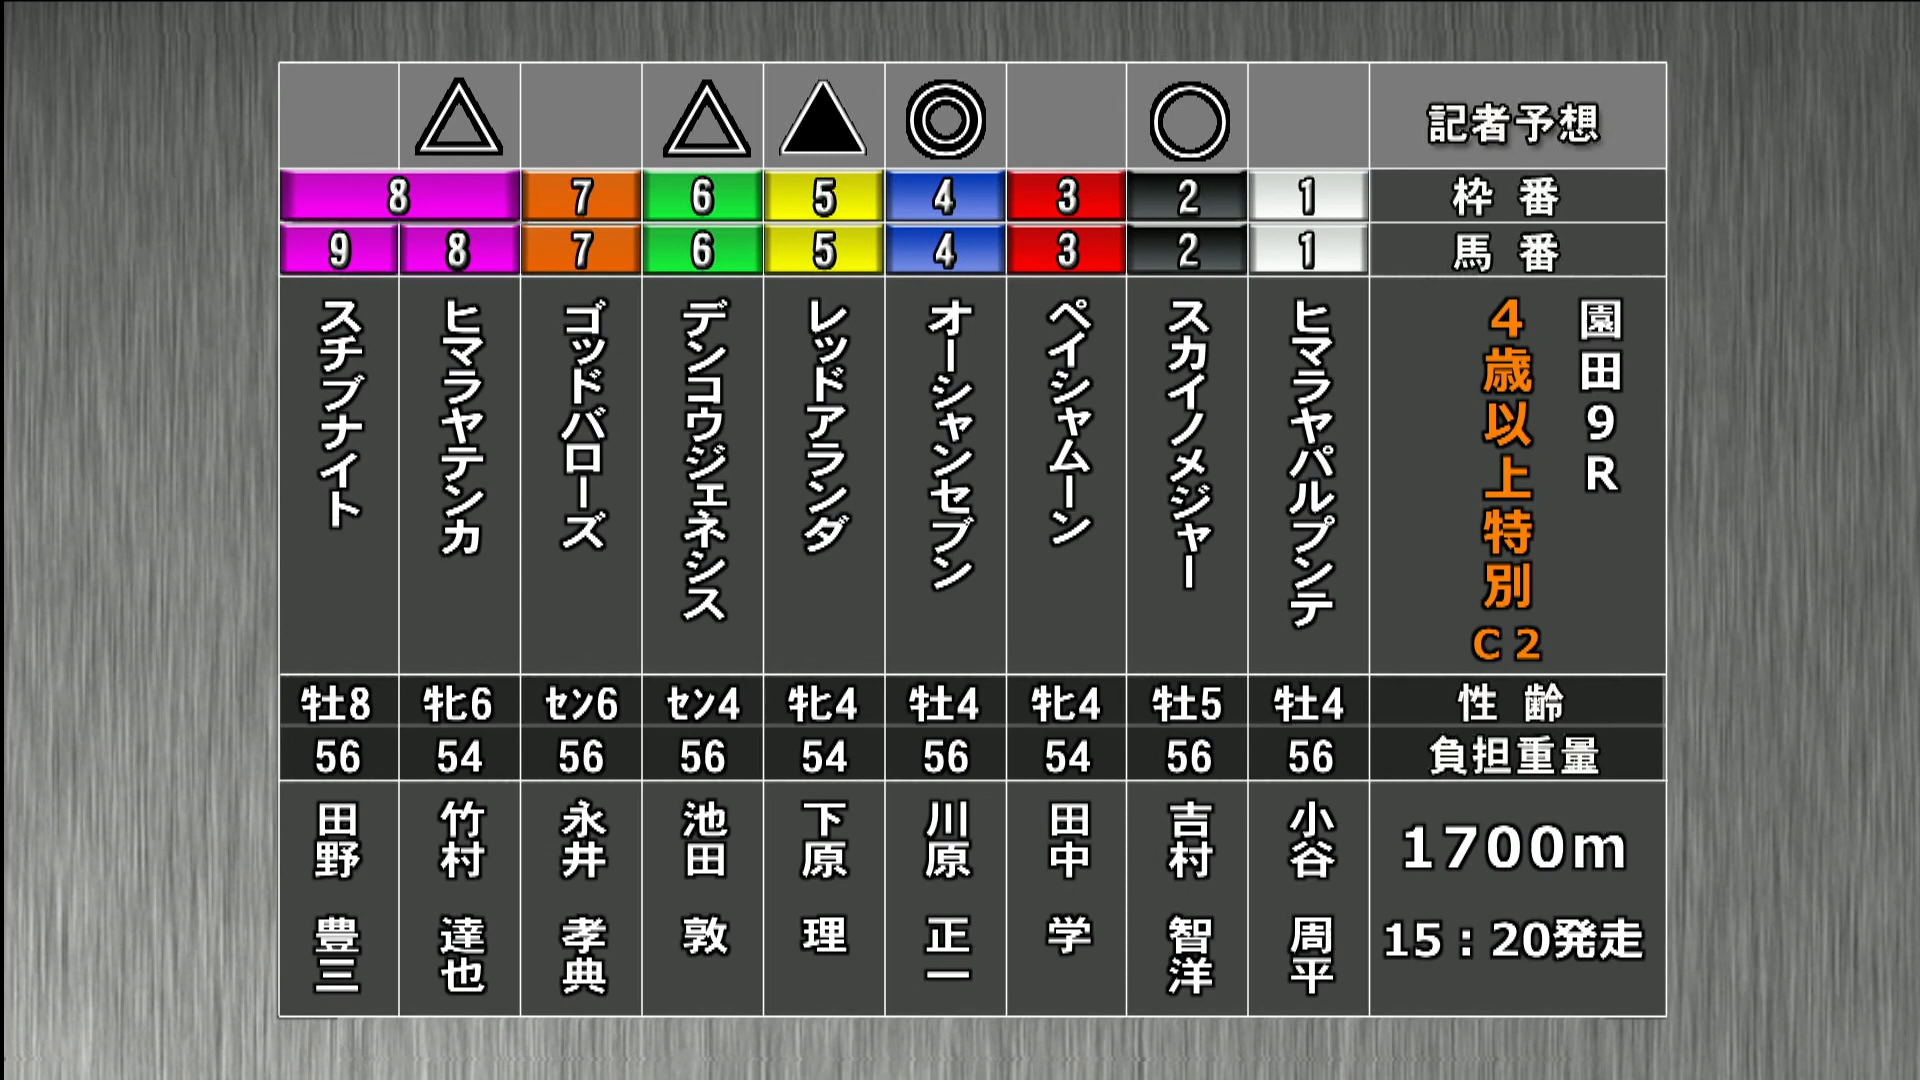 記者予想
○
◎
▲
△
△
枠番
1
2
3
4
5
6
7
8
馬番
1
2
3
4
5
6
7
8
9
園田9R
4歳以上特別
C2
ヒマラヤパルプンテ
スカイノメジャー
ペイシャムーン
オーシャンセブン
レッドアランダ
デンコウジェネシス
ゴッドバローズ
ヒマラヤテンカ
スチブナイト
性齢
牡4
牡5
牝4
牡4
牝4
セン4
セン6
牝6
牡8
負担重量
56
56
54
56
54
56
56
54
56
1700m
15：20発走
小谷 周平
吉村 智洋
田中 学
川原 正一
下原 理
池田 敦
永井 孝典
竹村 達也
田野 豊三